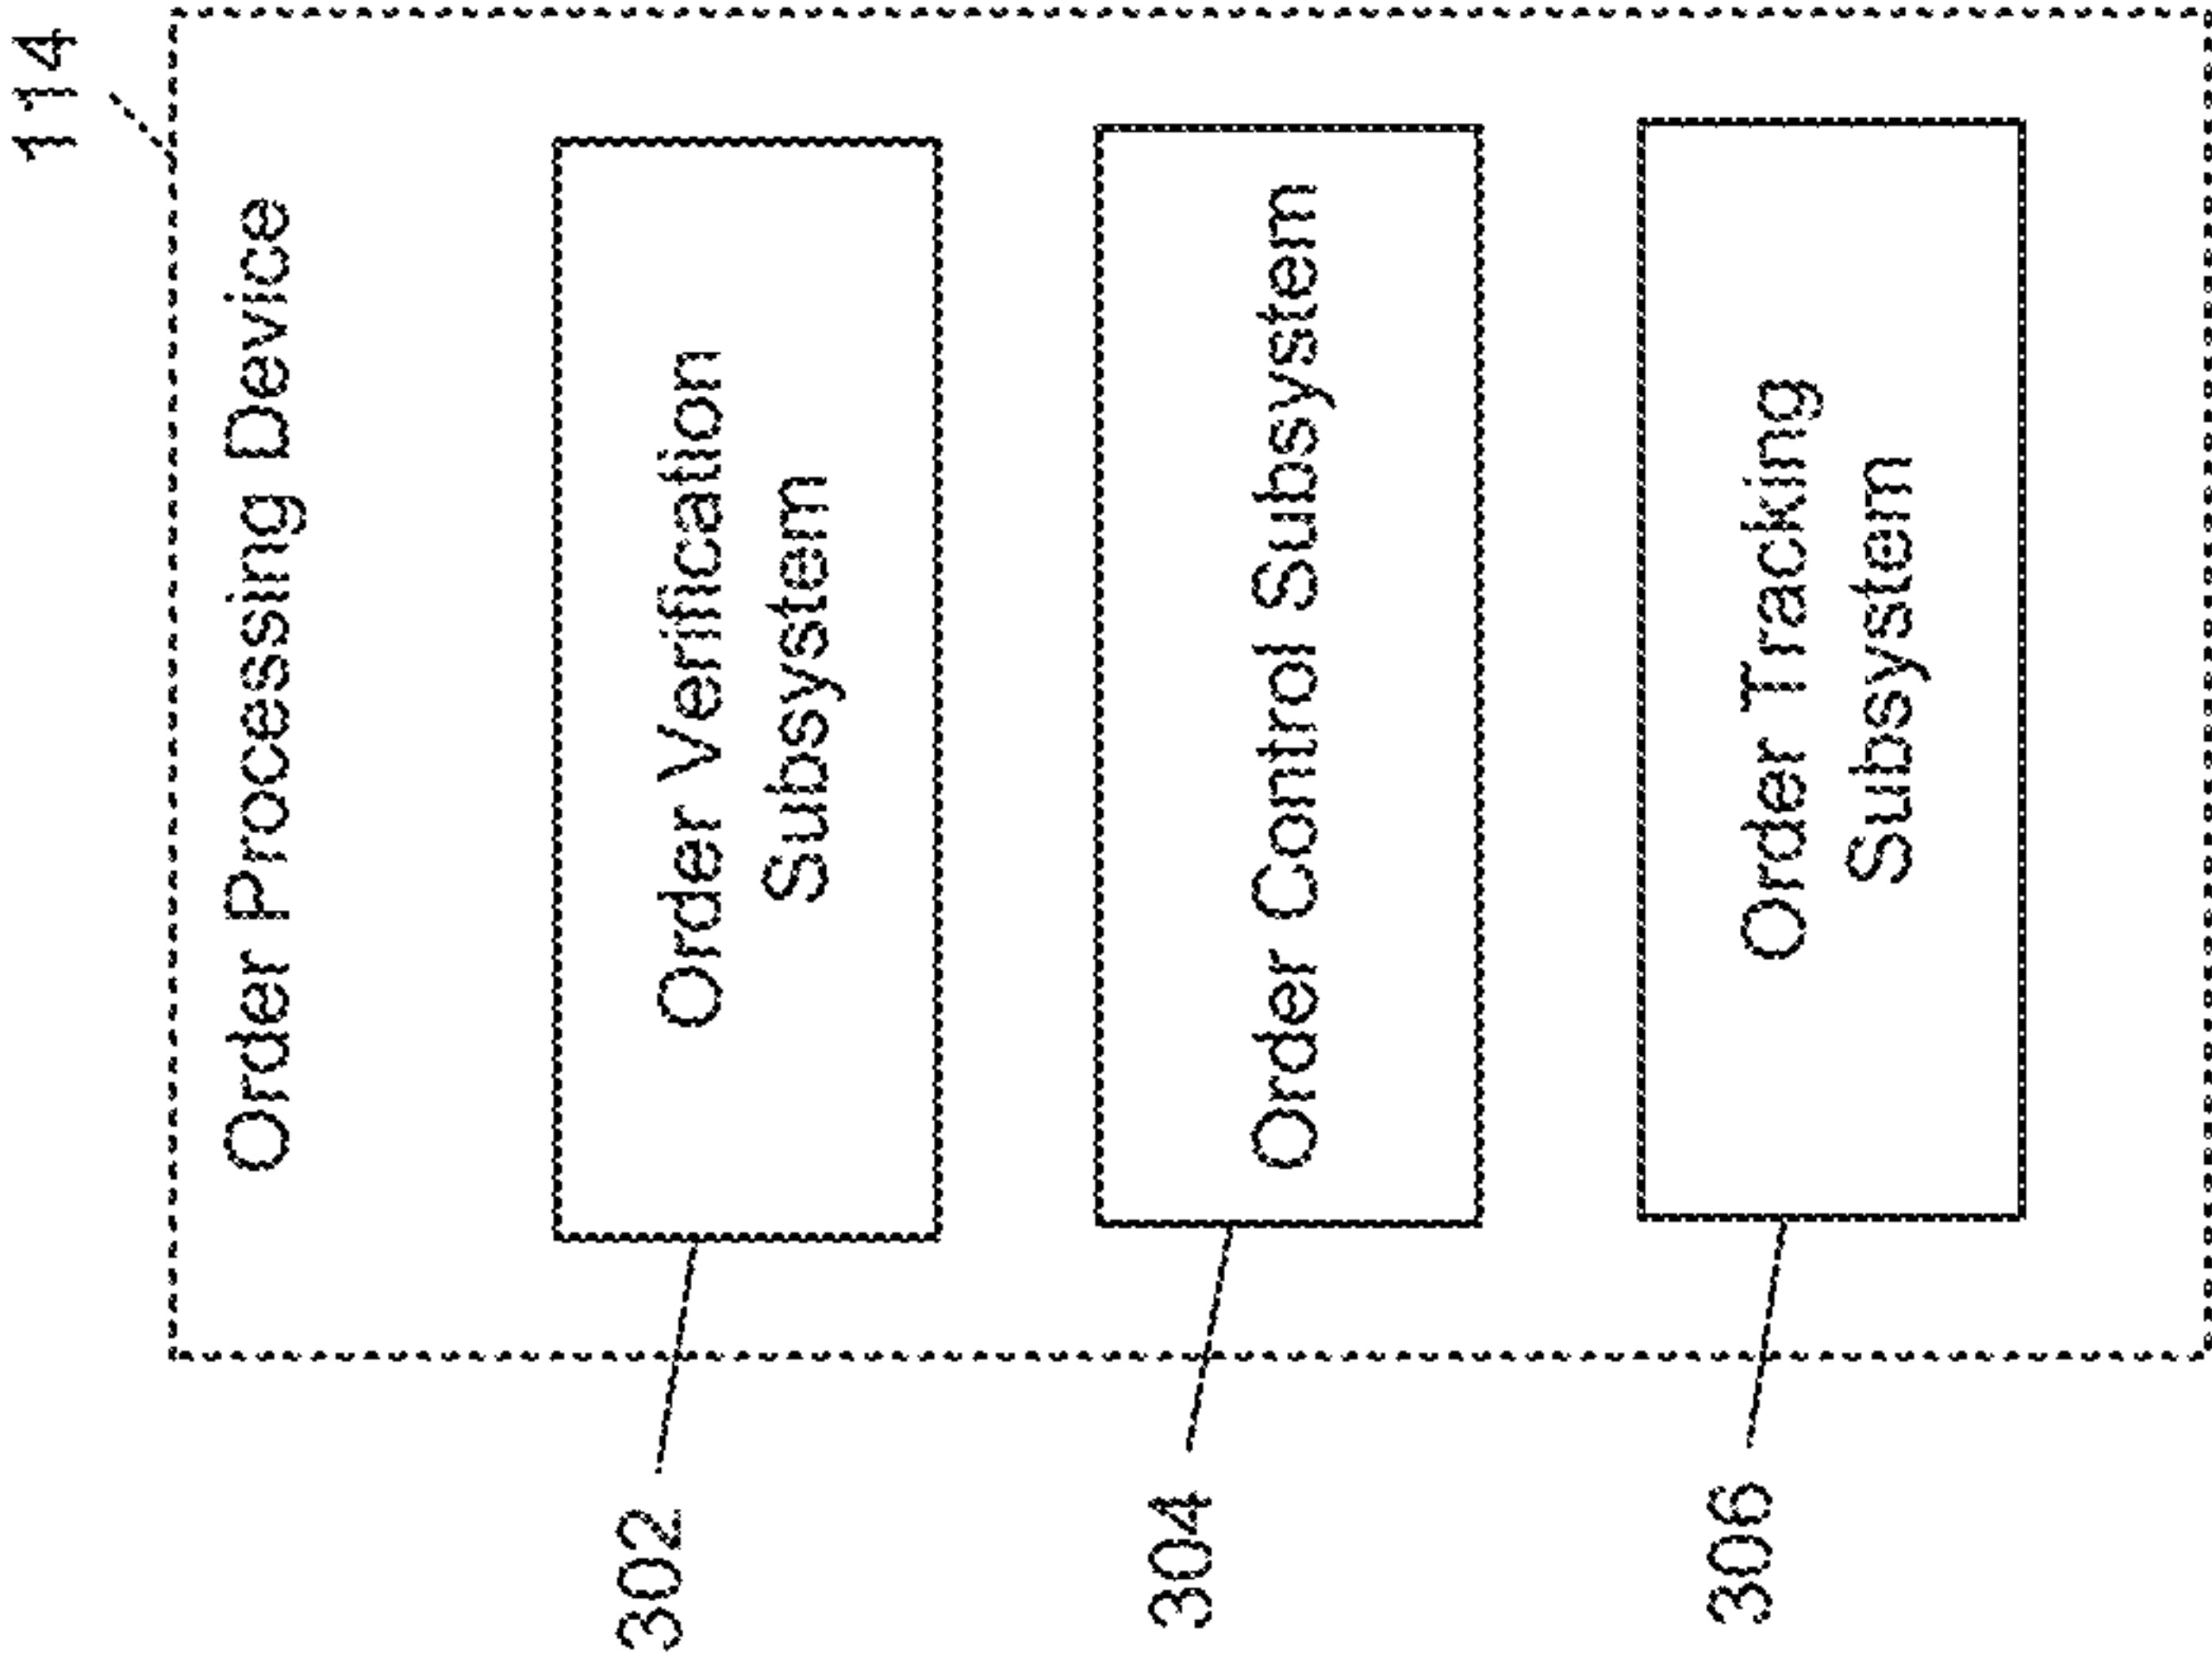 114
Order Processing Device
302
Order Verification
Subsystem
304
Order Control Subsystem
306
Order Tracking
Subsystem